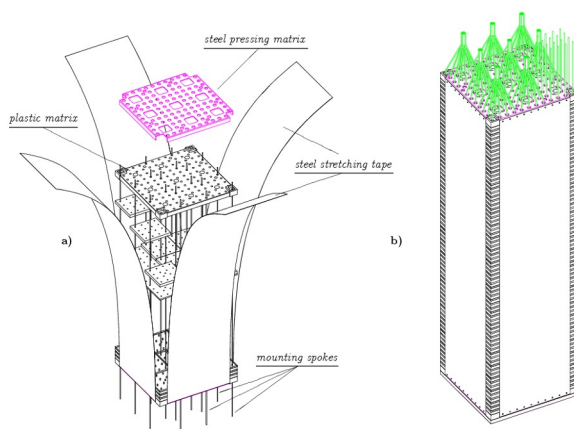 steel pressing matrix
plastic matrix
steel stretching tape
a)
b)
mounting spokes